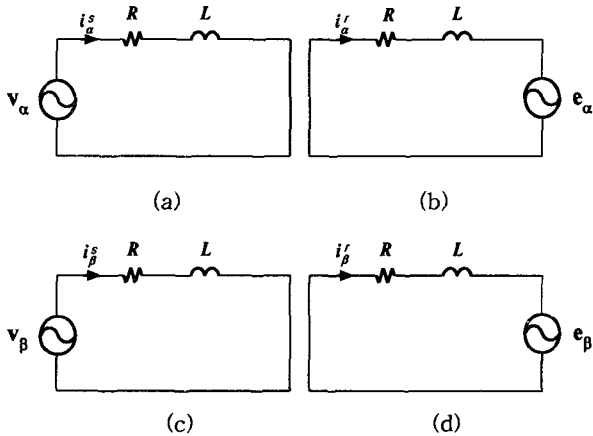 i_α^s R L i_α^r R L
v_α e_α
(a) (b)
i_β^s R L i_β^r R L
v_β e_β
(c) (d)